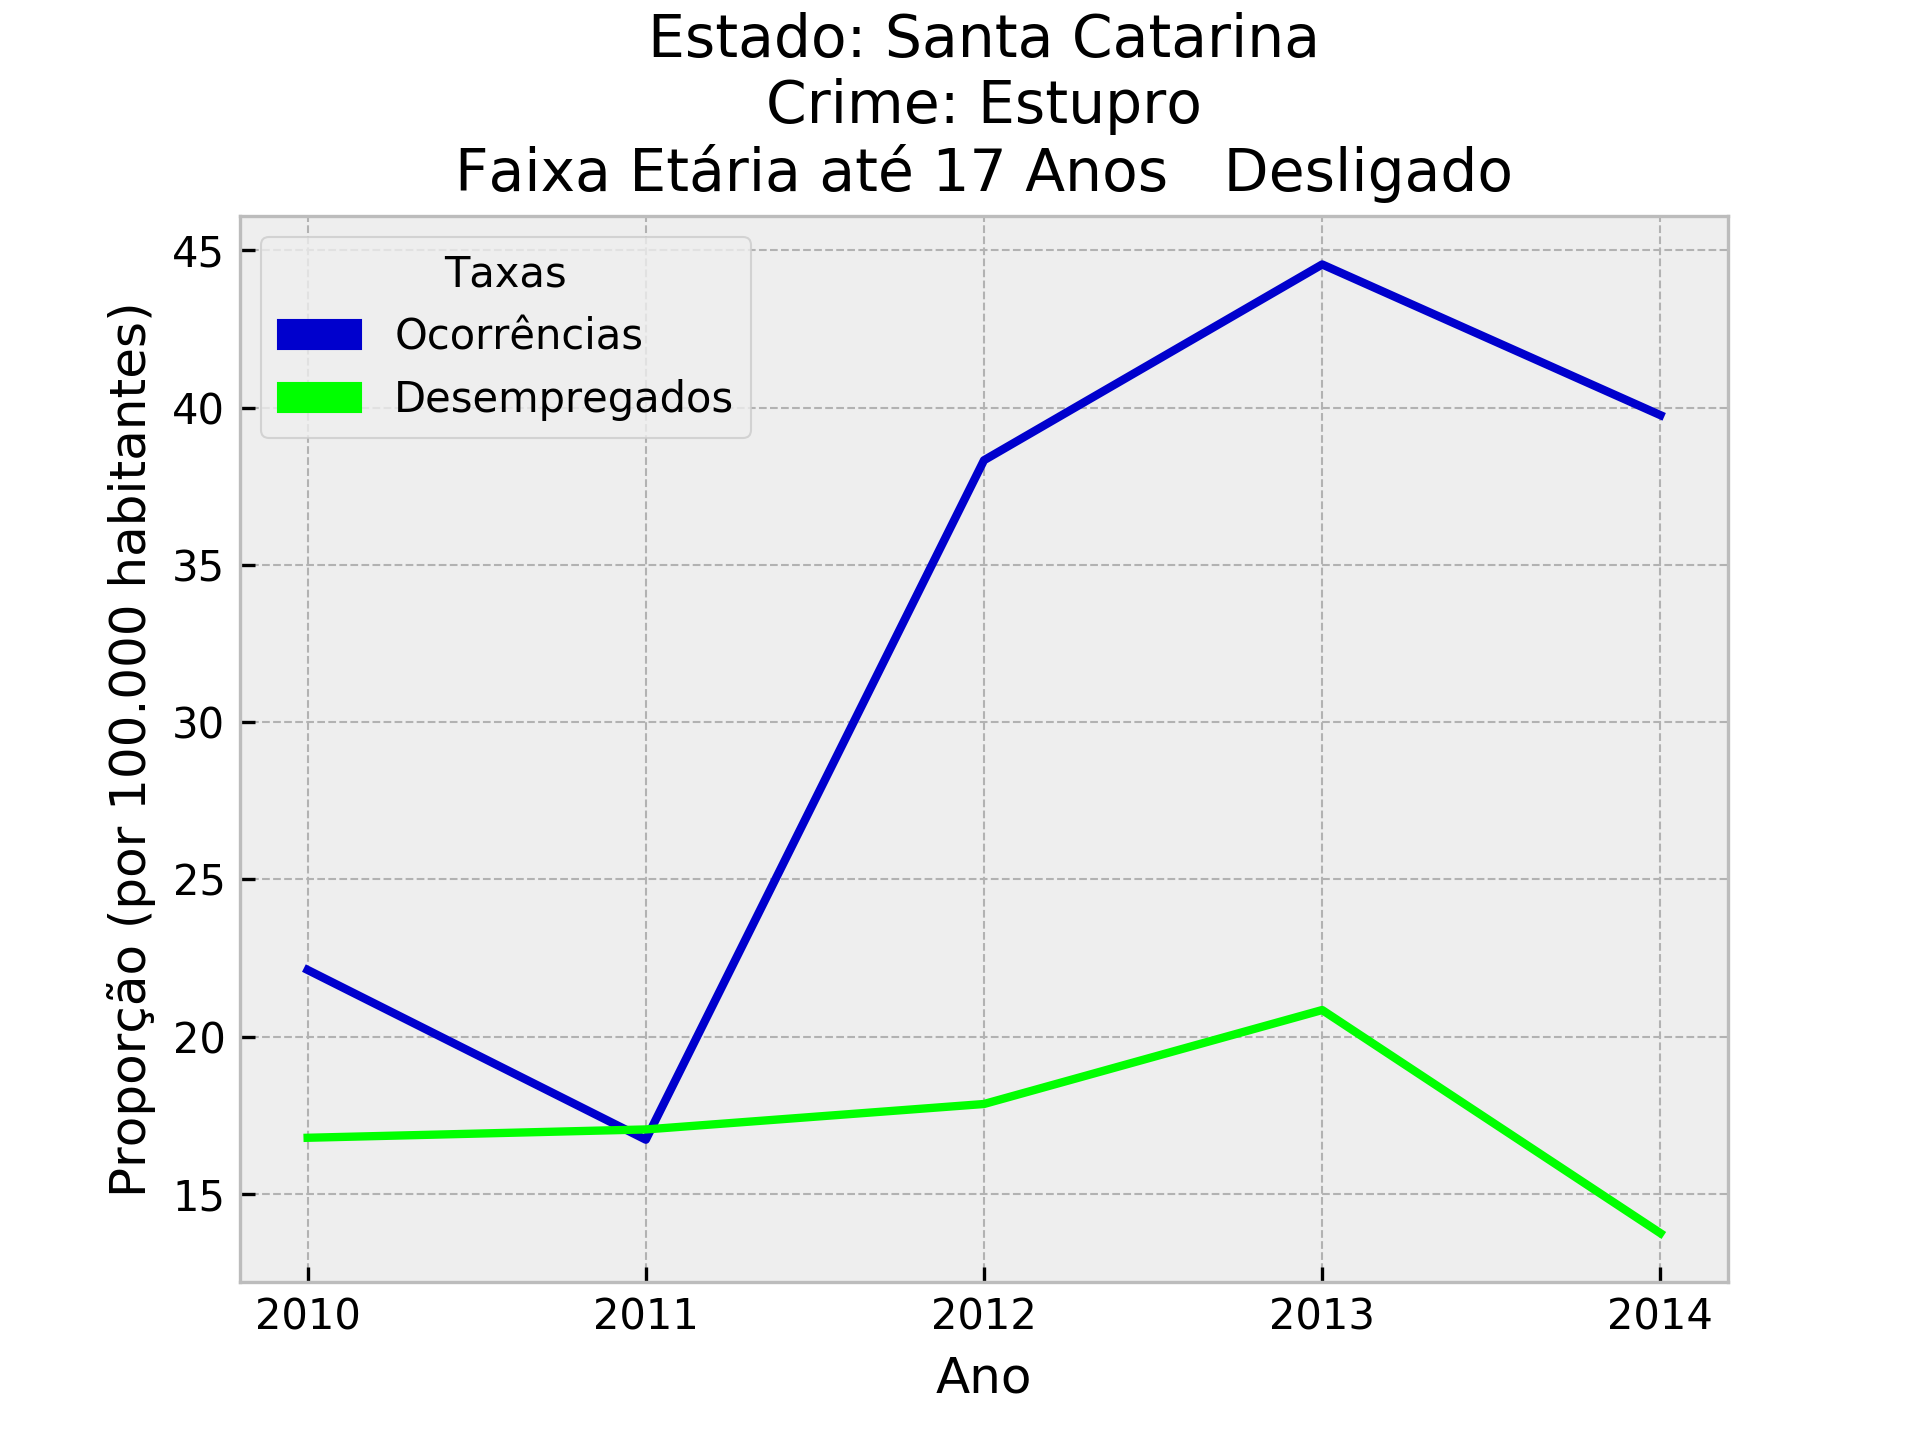 Estado: Santa Catarina
Crime: Estupro
Faixa Etária até 17 Anos   Desligado
Taxas
Ocorrências
Desempregados
Proporção (por 100.000 habitantes)
45
40
35
30
25
20
15
2010 2011 2012 2013 2014
Ano